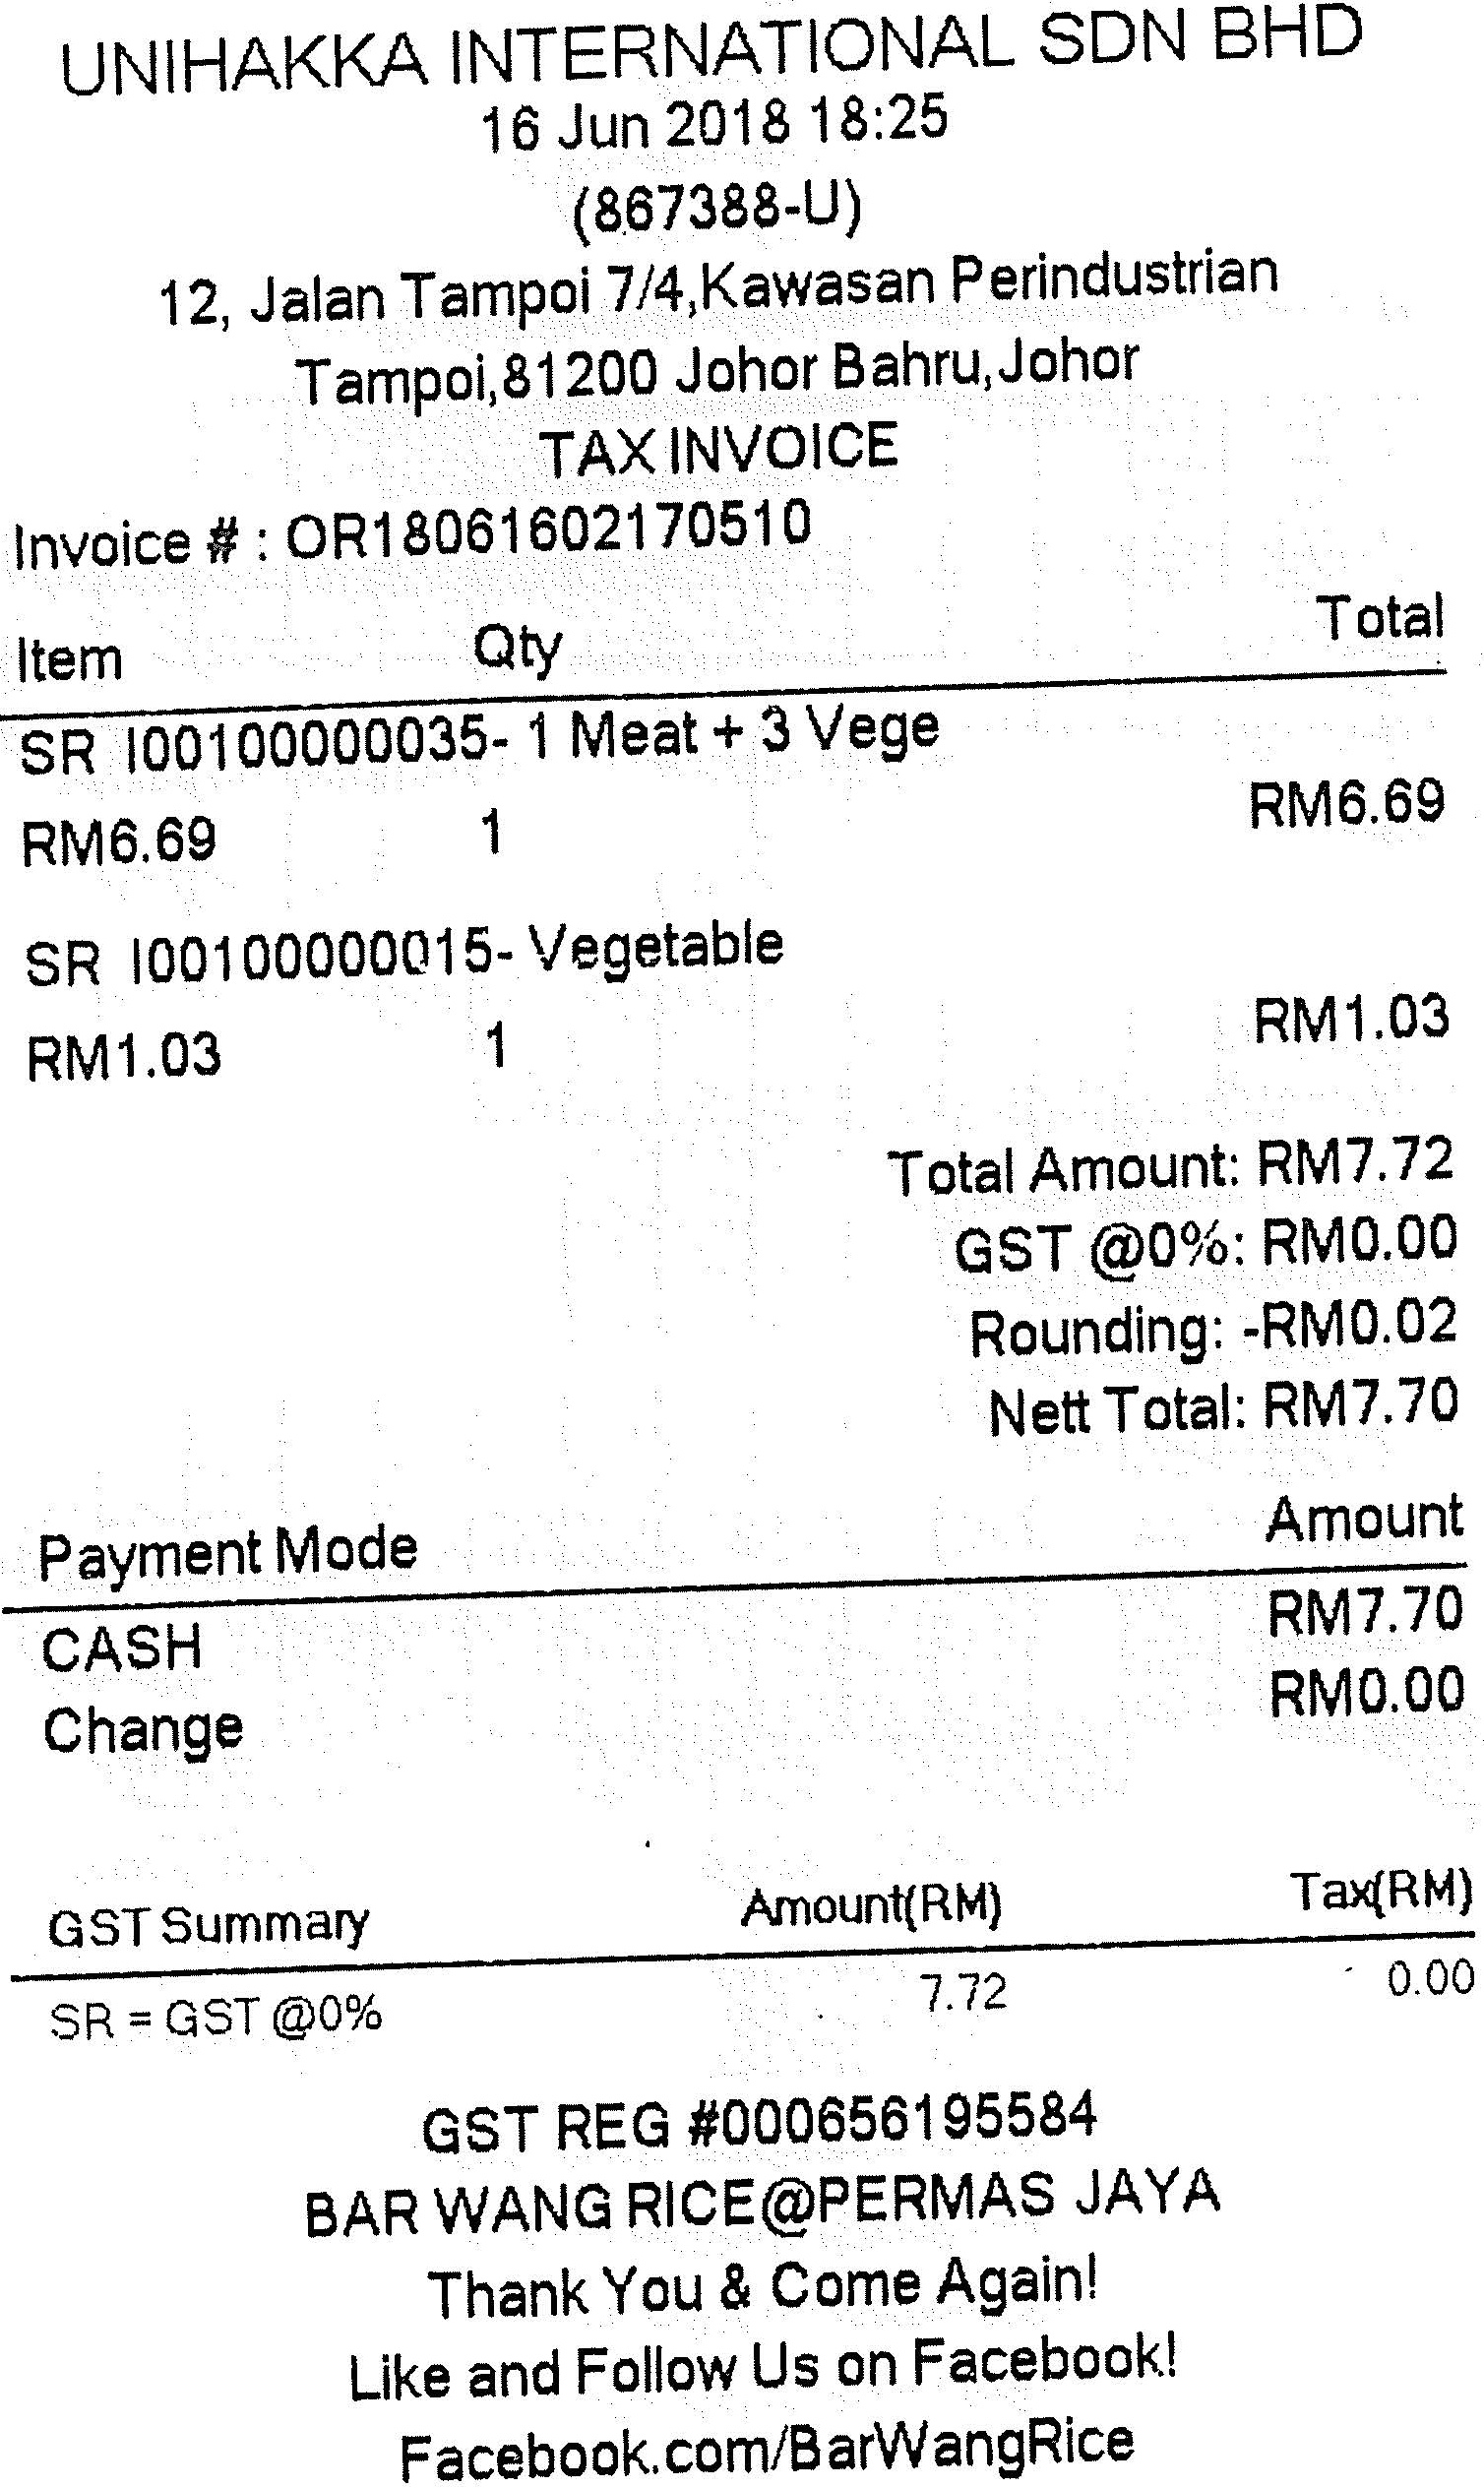 UNIHAKKA INTERNATIONAL SDN BHD
16 Jun 2018 18:25
(867388-U)
12, Jalan Tampoi 7/4,Kawasan Perindustrian
Tampoi,81200 Johor Bahru,Johor
TAX INVOICE
Invoice # : OR18061602170510
Item Qty Total
SR I00100000035- 1 Meat + 3 Vege
RM6.69 1 RM6.69
SR I00100000015- Vegetable
RM1.03 1 RM1.03
Total Amount: RM7.72
GST @0%: RM0.00
Rounding: -RM0.02
Nett Total: RM7.70
Payment Mode Amount
CASH RM7.70
Change RM0.00
GST Summary Amount(RM) Tax(RM)
SR = GST @0% 7.72 0.00
GST REG #000656195584
BAR WANG RICE@PERMAS JAYA
Thank You & Come Again!
Like and Follow Us on Facebook!
Facebook.com/BarWangRice